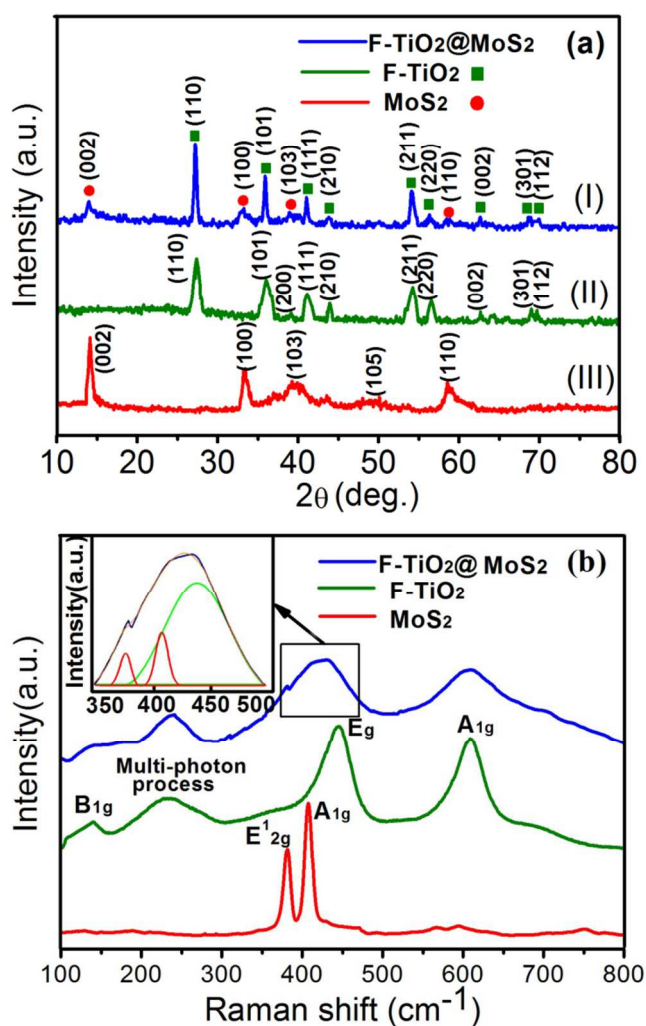 F-TiO₂@MoS₂ (a)
F-TiO₂
MoS₂
(002)
(110)
(100)
(101)
(103)
(111)
(210)
(211)
(220)
(110)
(002)
(301)
(112)
(I)
(110)
(101)
(200)
(111)
(210)
(211)
(220)
(002)
(301)
(112)
(II)
(002)
(100)
(103)
(105)
(110)
(III)
Intensity (a.u.)
10 20 30 40 50 60 70 80
2θ (deg.)
F-TiO₂@MoS₂ (b)
F-TiO₂
MoS₂
Intensity(a.u.)
350 400 450 500
Eg
A1g
Multi-photon
process
B1g
E¹2g
A1g
Intensity(a.u.)
100 200 300 400 500 600 700 800
Raman shift (cm⁻¹)